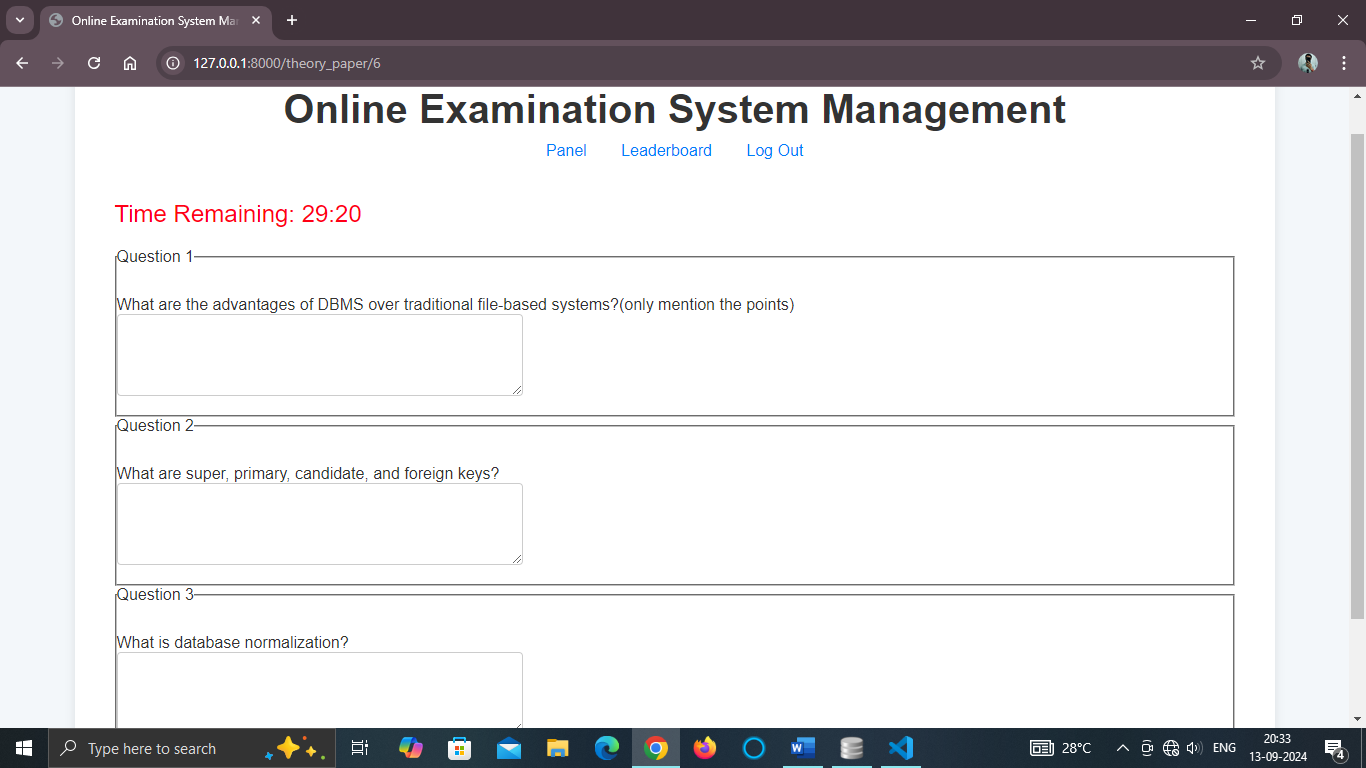 Online Examination System Ma
127.0.0.1:8000/theory_paper/6
Online Examination System Management
Panel Leaderboard Log Out
Time Remaining: 29:20
Question 1
What are the advantages of DBMS over traditional file-based systems?(only mention the points)
Question 2
What are super, primary, candidate, and foreign keys?
Question 3
What is database normalization?
Type here to search
28°C
ENG
20:33
13-09-2024
4